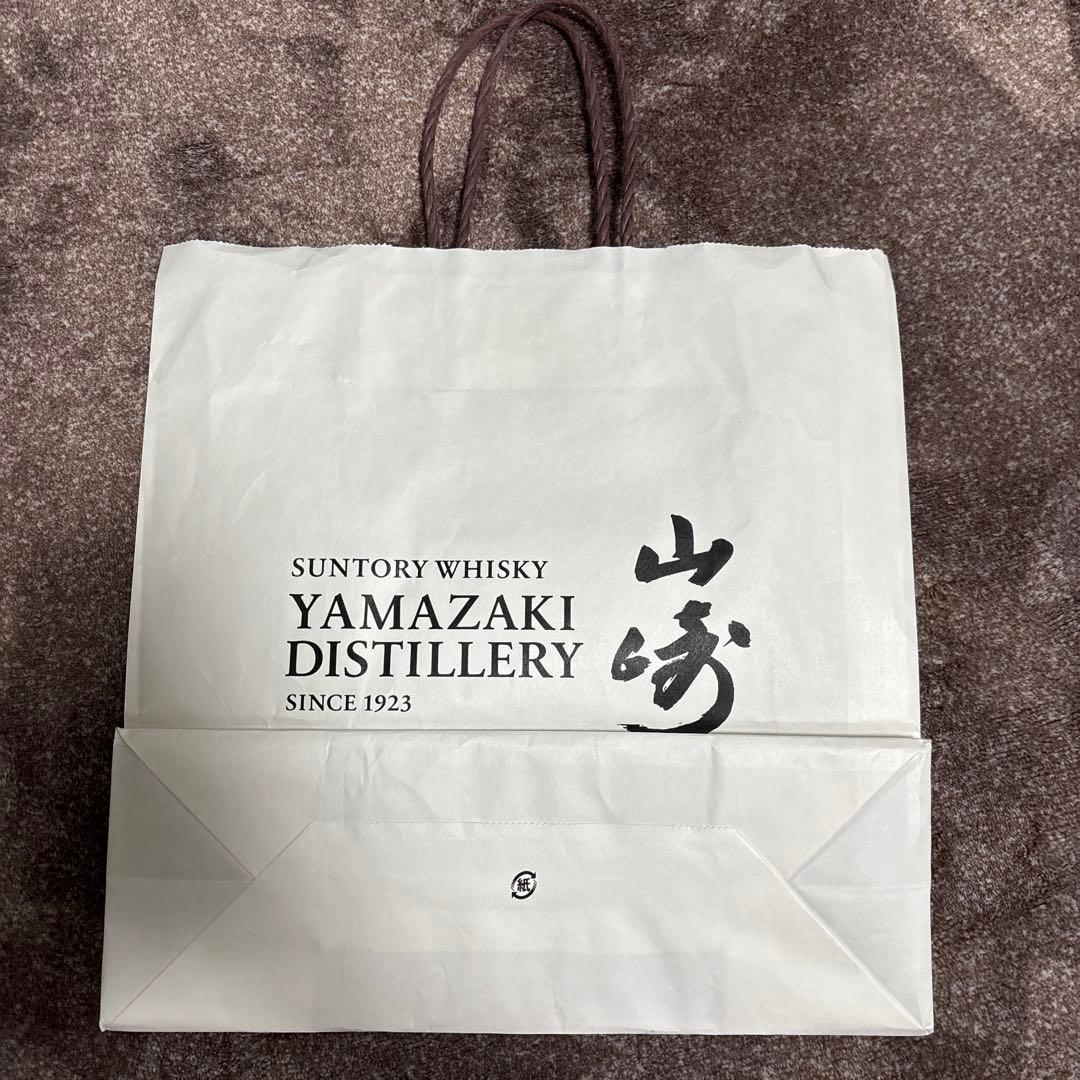 SUNTORY WHISKY
YAMAZAKI
DISTILLERY
SINCE 1923
山崎
紙